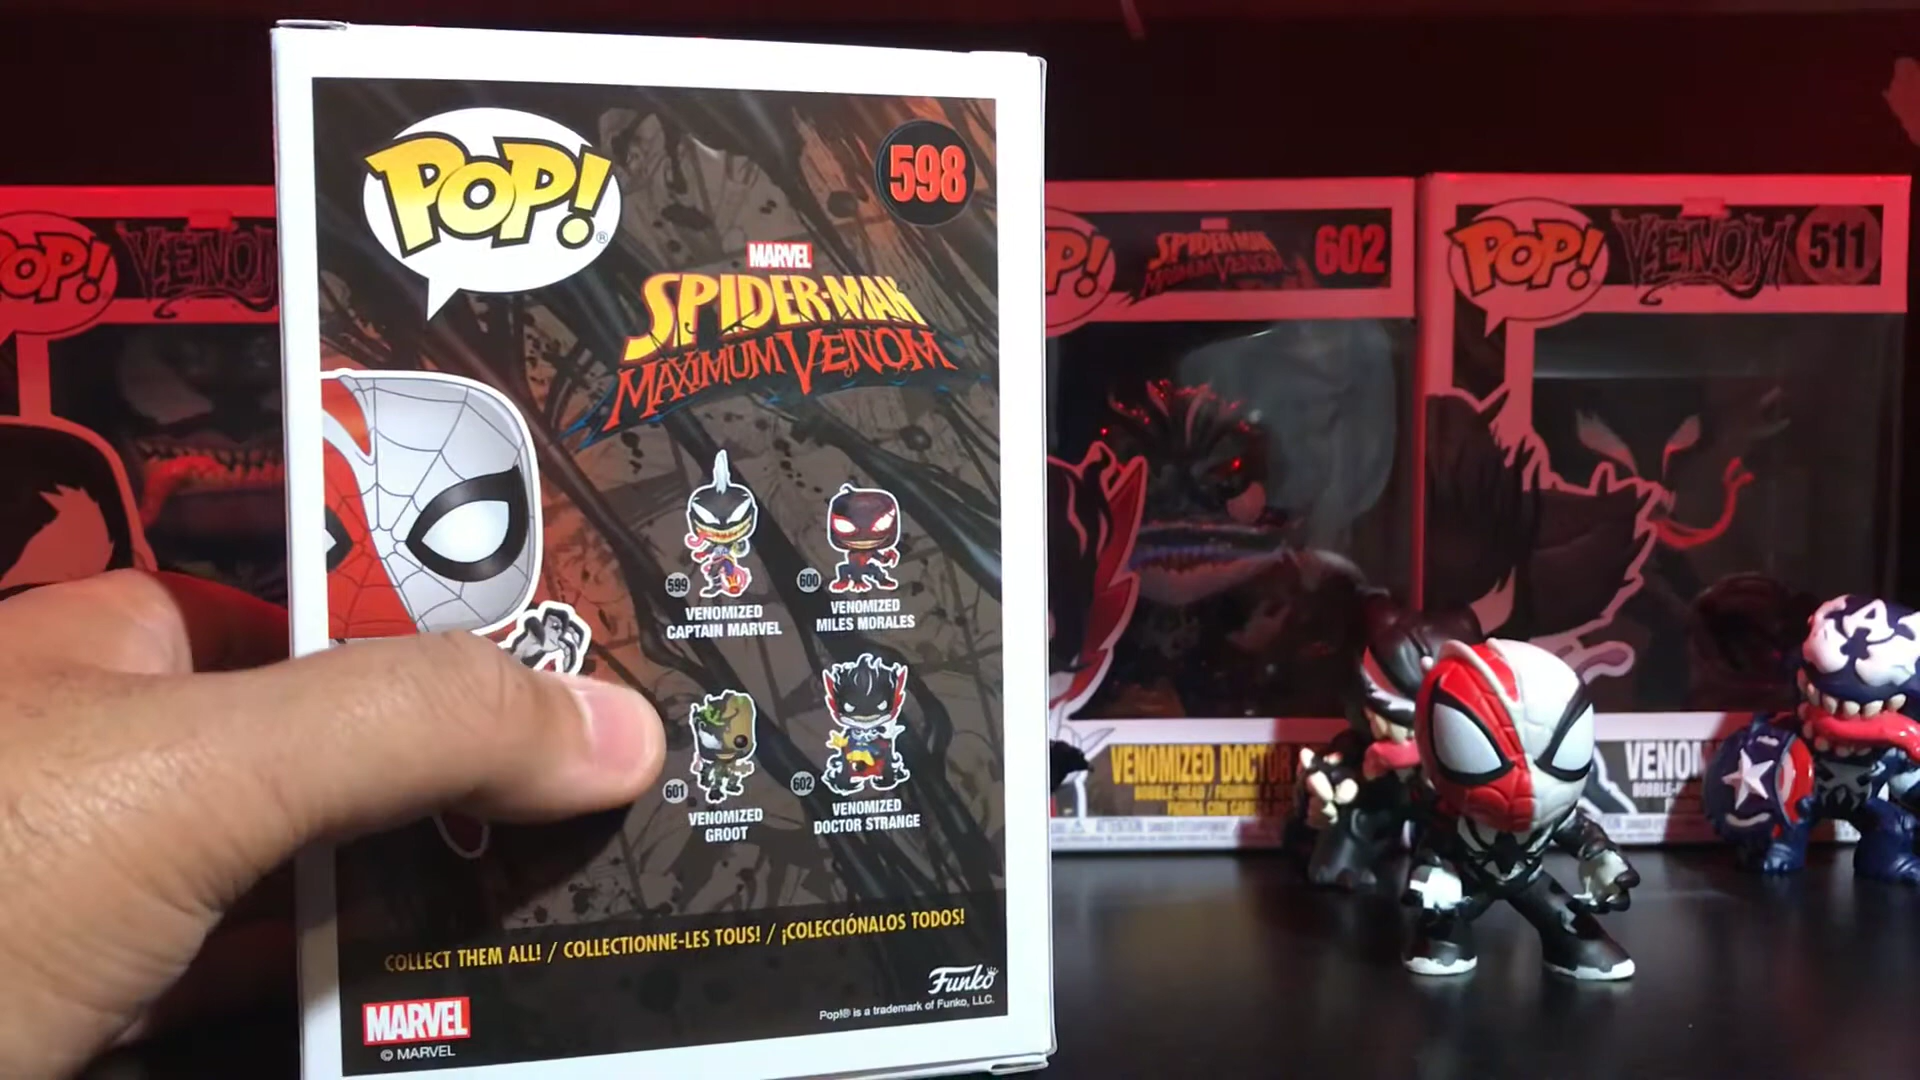 POP!
598
MARVEL
SPIDER-MAN
MAXIMUM VENOM
599
VENOMIZED
CAPTAIN MARVEL
600
VENOMIZED
MILES MORALES
601
VENOMIZED
GROOT
602
VENOMIZED
DOCTOR STRANGE
COLLECT THEM ALL! / COLLECTIONNE-LES TOUS! / ¡COLECCIÓNALOS TODOS!
Funko
Pop!® is a trademark of Funko, LLC.
MARVEL
© MARVEL
POP!
VENOM
P!
SPIDER-MAN
MAXIMUM VENOM
602
VENOMIZED DOCTOR
POP!
VENOM
511
VENOM